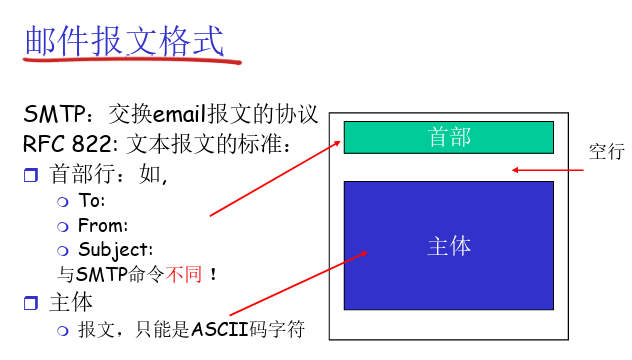 邮件报文格式
SMTP：交换email报文的协议
RFC 822: 文本报文的标准：
首部行：如,
To:
From:
Subject:
与SMTP命令不同！
主体
报文，只能是ASCII码字符
首部
空行
主体